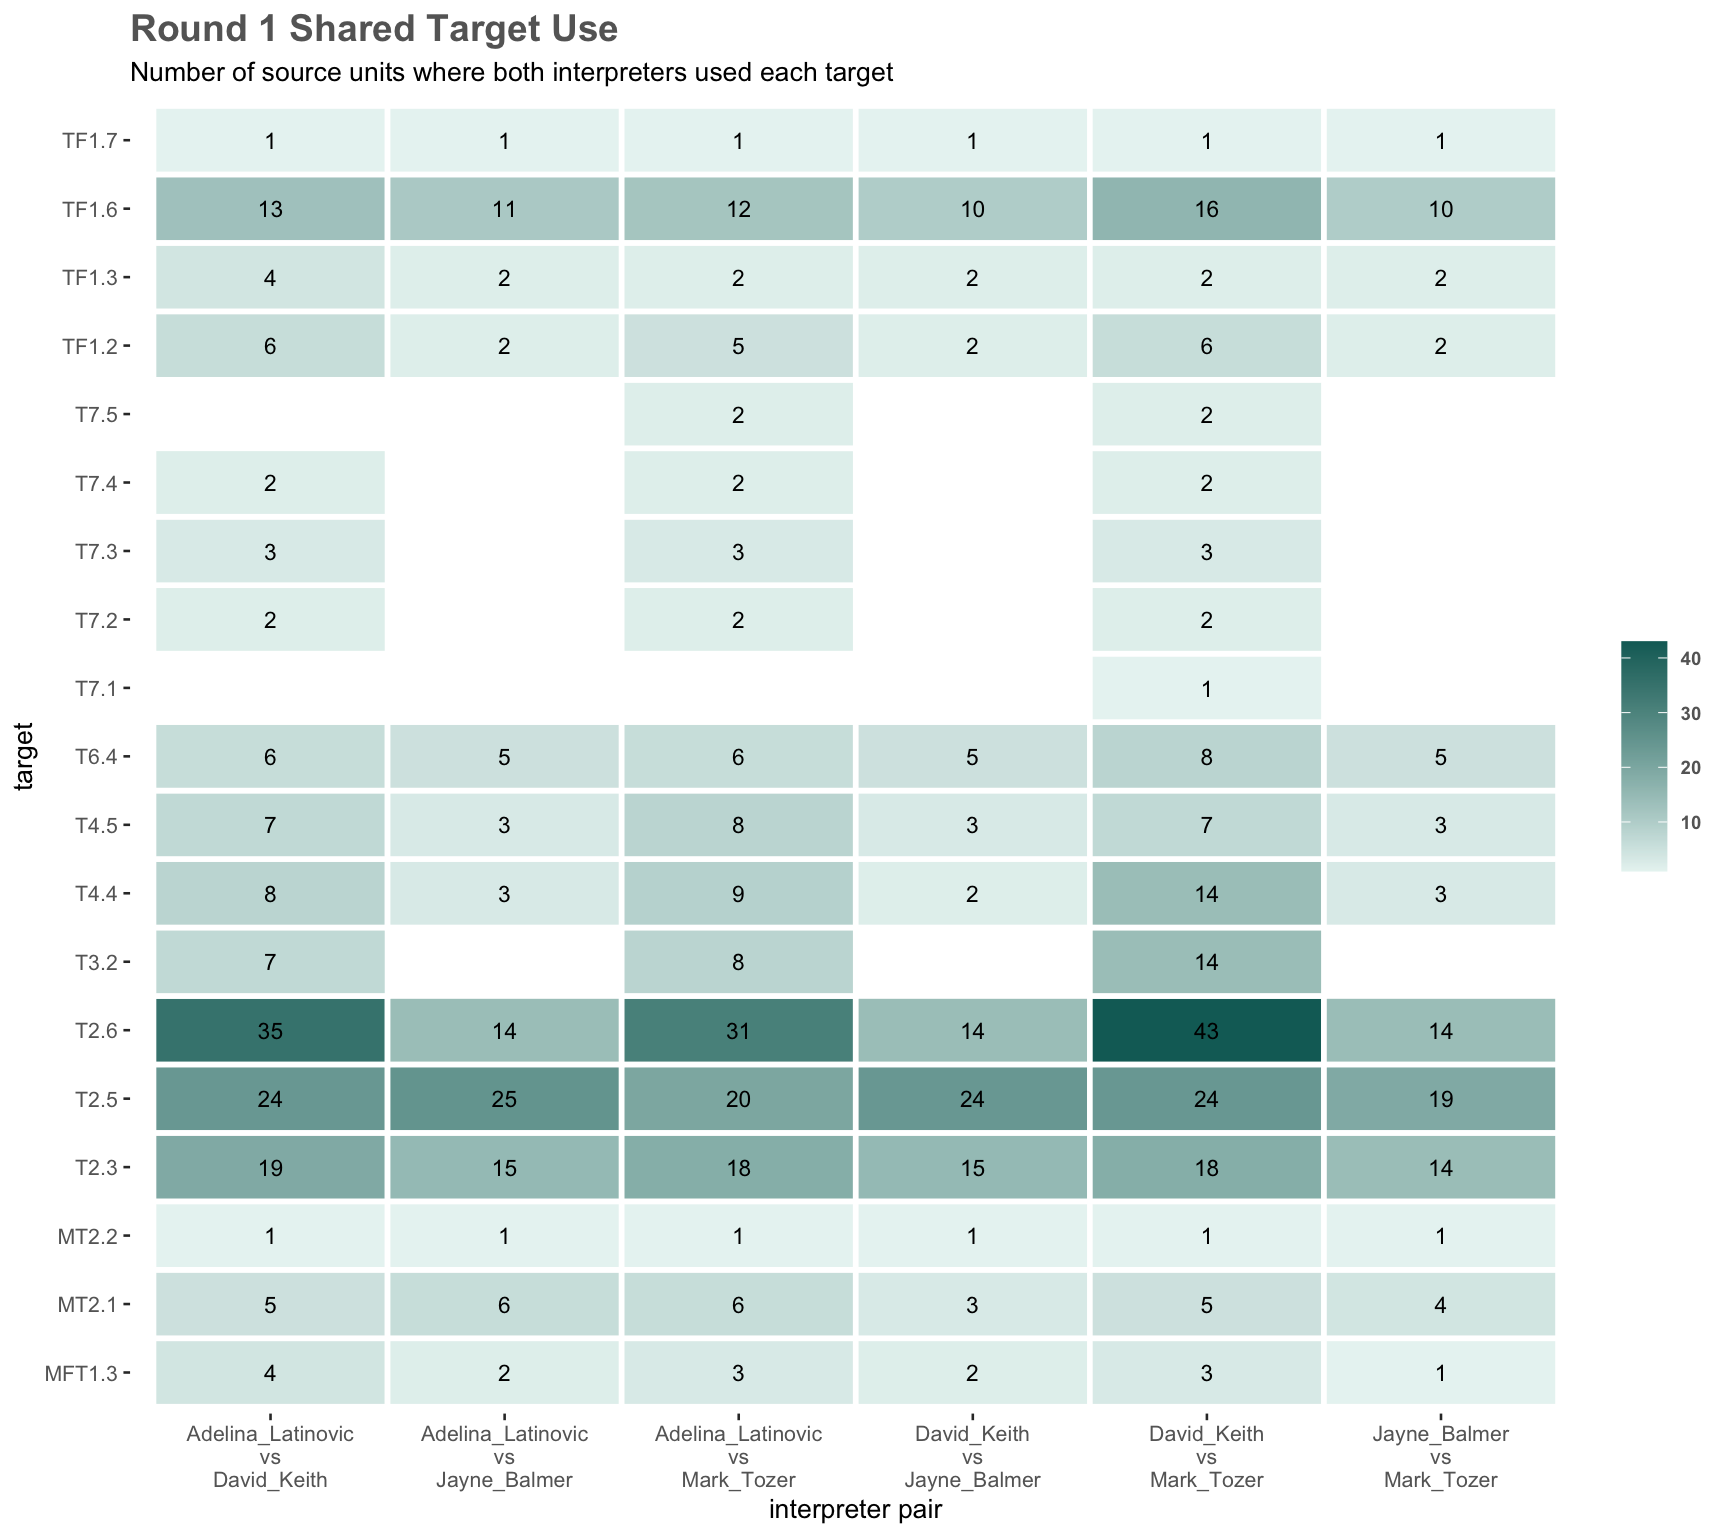 Round 1 Shared Target Use
Number of source units where both interpreters used each target
TF1.7 1 1 1 1 1 1
TF1.6 13 11 12 10 16 10
TF1.3 4 2 2 2 2 2
TF1.2 6 2 5 2 6 2
T7.5 2 2
T7.4 2 2 2
T7.3 3 3 3
T7.2 2 2 2
T7.1 1
T6.4 6 5 6 5 8 5
T4.5 7 3 8 3 7 3
T4.4 8 3 9 2 14 3
T3.2 7 8 14
T2.6 35 14 31 14 43 14
T2.5 24 25 20 24 24 19
T2.3 19 15 18 15 18 14
MT2.2 1 1 1 1 1 1
MT2.1 5 6 6 3 5 4
MFT1.3 4 2 3 2 3 1
target
Adelina_Latinovic
vs
David_Keith
Adelina_Latinovic
vs
Jayne_Balmer
Adelina_Latinovic
vs
Mark_Tozer
David_Keith
vs
Jayne_Balmer
David_Keith
vs
Mark_Tozer
Jayne_Balmer
vs
Mark_Tozer
interpreter pair
40
30
20
10